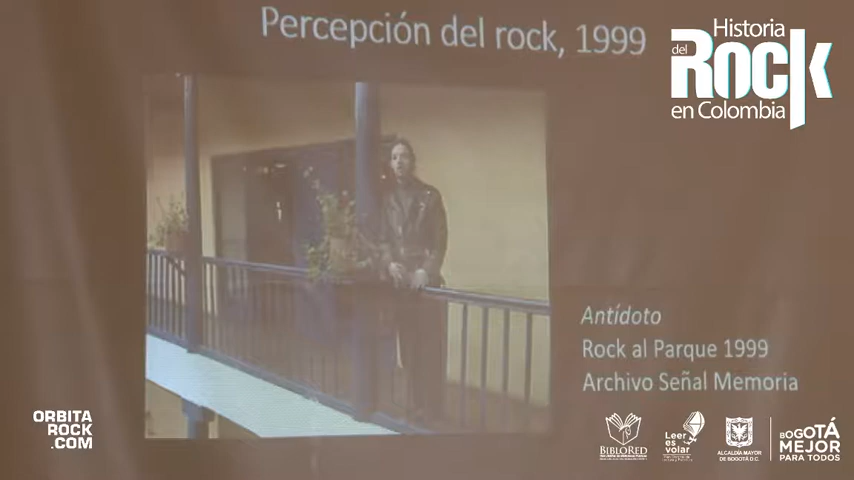 Percepción del rock, 1999
Historia
del
Rock
en Colombia
Antídoto
Rock al Parque 1999
Archivo Señal Memoria
ORBITA
ROCK
.COM
BIBLORED
Leer
es
volar
ALCALDÍA MAYOR
DE BOGOTÁ D.C.
BOGOTÁ
MEJOR
PARA TODOS